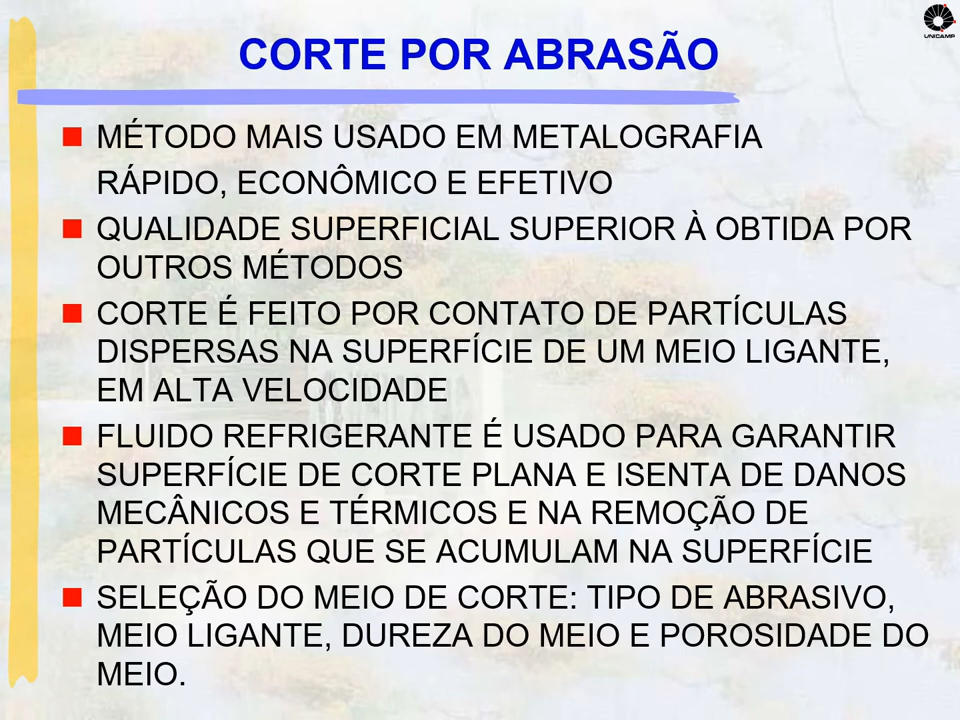 UNICAMP
CORTE POR ABRASÃO
MÉTODO MAIS USADO EM METALOGRAFIA
RÁPIDO, ECONÔMICO E EFETIVO
QUALIDADE SUPERFICIAL SUPERIOR À OBTIDA POR
OUTROS MÉTODOS
CORTE É FEITO POR CONTATO DE PARTÍCULAS
DISPERSAS NA SUPERFÍCIE DE UM MEIO LIGANTE,
EM ALTA VELOCIDADE
FLUIDO REFRIGERANTE É USADO PARA GARANTIR
SUPERFÍCIE DE CORTE PLANA E ISENTA DE DANOS
MECÂNICOS E TÉRMICOS E NA REMOÇÃO DE
PARTÍCULAS QUE SE ACUMULAM NA SUPERFÍCIE
SELEÇÃO DO MEIO DE CORTE: TIPO DE ABRASIVO,
MEIO LIGANTE, DUREZA DO MEIO E POROSIDADE DO
MEIO.